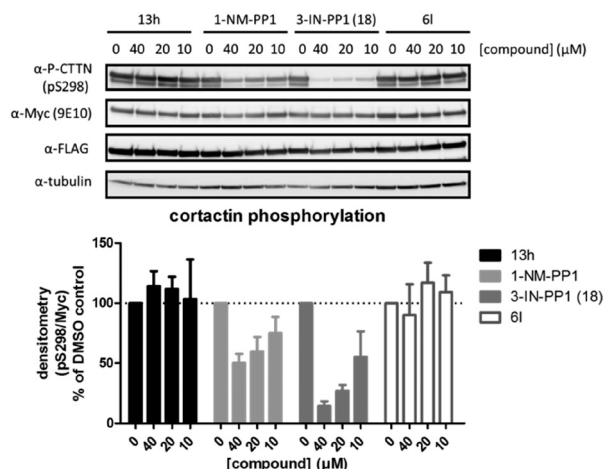 13h 1-NM-PP1 3-IN-PP1 (18) 6l
0 40 20 10 0 40 20 10 0 40 20 10 0 40 20 10 [compound] (μM)
α-P-CTTN
(pS298)
α-Myc (9E10)
α-FLAG
α-tubulin
cortactin phosphorylation
densitometry
(pS298/Myc)
% of DMSO control
150
100
50
0
13h
1-NM-PP1
3-IN-PP1 (18)
6l
0 40 20 10 0 40 20 10 0 40 20 10 0 40 20 10
[compound] (μM)